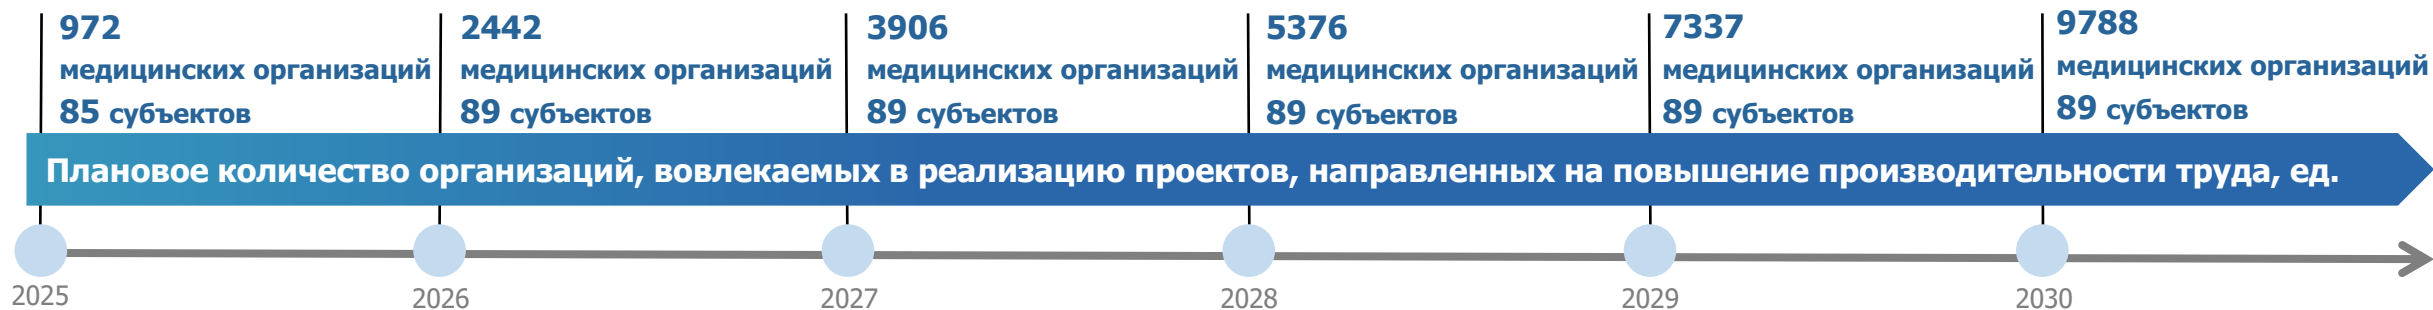 972
медицинских организаций
85 субъектов
2442
медицинских организаций
89 субъектов
3906
медицинских организаций
89 субъектов
5376
медицинских организаций
89 субъектов
7337
медицинских организаций
89 субъектов
9788
медицинских организаций
89 субъектов
Плановое количество организаций, вовлекаемых в реализацию проектов, направленных на повышение производительности труда, ед.
2025
2026
2027
2028
2029
2030